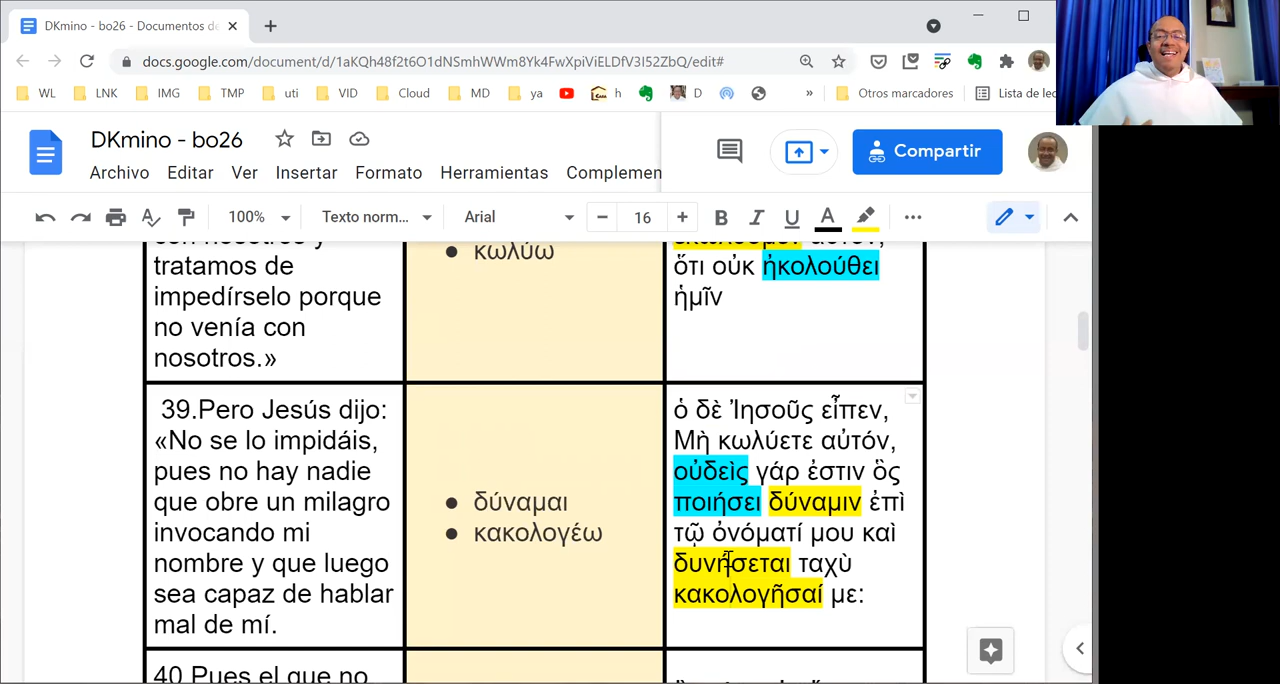 DKmino - bo26 - Documentos de
docs.google.com/document/d/1aKQh48f2t6O1dNSmhWWm8Yk4FwXpiViELDfV3I52ZbQ/edit#
WL LNK IMG TMP uti VID Cloud MD ya h D » Otros marcadores Lista de lec
DKmino - bo26
Compartir
Archivo Editar Ver Insertar Formato Herramientas Complemen
100% Texto norm... Arial − 16 + B I U A
tratamos de
impedírselo porque
no venía con
nosotros.»
● κωλύω
ὅτι οὐκ ἠκολούθει
ἡμῖν
39.Pero Jesús dijo:
«No se lo impidáis,
pues no hay nadie
que obre un milagro
invocando mi
nombre y que luego
sea capaz de hablar
mal de mí.
● δύναμαι
● κακολογέω
ὁ δὲ Ἰησοῦς εἶπεν,
Μὴ κωλύετε αὐτόν,
οὐδεὶς γάρ ἐστιν ὃς
ποιήσει δύναμιν ἐπὶ
τῷ ὀνόματί μου καὶ
δυνήσεται ταχὺ
κακολογῆσαί με:
40 Pues el que no